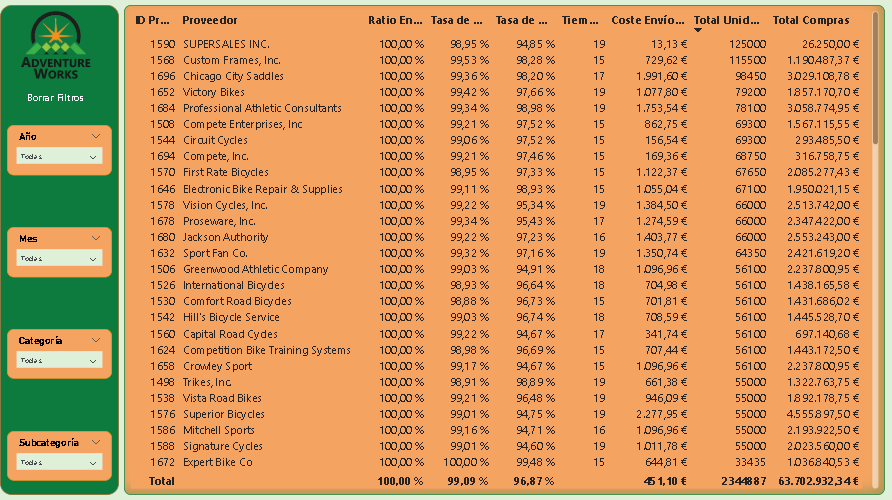 ADVENTURE
WORKS
Borrar Filtros
Año
Todas
Mes
Todas
Categoría
Todas
Subcategoría
Todas
ID Pr... Proveedor Ratio En... Tasa de ... Tasa de ... Tiem... Coste Envío... Total Unid... Total Compras
1590 SUPERSALES INC. 100,00 % 98,95 % 94,85 % 19 13,13 € 125000 26.250,00 €
1568 Custom Frames, Inc. 100,00 % 99,53 % 98,28 % 15 729,62 € 115500 1.190.487,37 €
1696 Chicago City Saddles 100,00 % 99,36 % 98,20 % 17 1.991,60 € 98450 3.029.108,78 €
1652 Victory Bikes 100,00 % 99,42 % 97,66 % 19 1.077,80 € 79200 1.857.170,70 €
1684 Professional Athletic Consultants 100,00 % 99,34 % 98,98 % 19 1.753,54 € 78100 3.058.774,95 €
1508 Compete Enterprises, Inc 100,00 % 99,21 % 97,52 % 15 862,75 € 69300 1.567.115,55 €
1544 Circuit Cycles 100,00 % 99,06 % 97,52 % 15 156,54 € 69300 293.485,50 €
1694 Compete, Inc. 100,00 % 99,21 % 97,46 % 15 169,36 € 68750 316.758,75 €
1570 First Rate Bicycles 100,00 % 98,95 % 97,33 % 15 1.122,37 € 67650 2.085.277,43 €
1646 Electronic Bike Repair & Supplies 100,00 % 99,11 % 98,93 % 15 1.055,04 € 67100 1.950.021,15 €
1578 Vision Cycles, Inc. 100,00 % 99,22 % 95,34 % 19 1.384,50 € 66000 2.513.742,00 €
1678 Proseware, Inc. 100,00 % 99,34 % 95,43 % 17 1.274,59 € 66000 2.347.422,00 €
1680 Jackson Authority 100,00 % 99,22 % 97,23 % 16 1.403,77 € 66000 2.553.243,00 €
1632 Sport Fan Co. 100,00 % 99,32 % 97,16 % 19 1.350,74 € 64350 2.421.619,20 €
1506 Greenwood Athletic Company 100,00 % 99,03 % 94,91 % 18 1.096,96 € 56100 2.237.800,95 €
1526 International Bicycles 100,00 % 98,93 % 96,64 % 18 704,98 € 56100 1.438.165,58 €
1530 Comfort Road Bicycles 100,00 % 98,88 % 96,73 % 15 701,81 € 56100 1.431.686,02 €
1542 Hill's Bicycle Service 100,00 % 99,03 % 96,74 % 18 708,59 € 56100 1.445.528,70 €
1560 Capital Road Cycles 100,00 % 99,22 % 94,67 % 17 341,74 € 56100 697.140,68 €
1624 Competition Bike Training Systems 100,00 % 98,98 % 96,69 % 15 707,44 € 56100 1.443.172,50 €
1658 Crowley Sport 100,00 % 99,17 % 94,67 % 15 1.096,96 € 56100 2.237.800,95 €
1498 Trikes, Inc. 100,00 % 98,91 % 98,89 % 19 661,38 € 55000 1.322.763,75 €
1538 Vista Road Bikes 100,00 % 99,21 % 96,48 % 19 946,09 € 55000 1.892.178,75 €
1576 Superior Bicycles 100,00 % 99,01 % 94,75 % 19 2.277,95 € 55000 4.555.897,50 €
1586 Mitchell Sports 100,00 % 99,16 % 94,71 % 16 1.096,96 € 55000 2.193.922,50 €
1588 Signature Cycles 100,00 % 99,01 % 94,60 % 19 1.011,78 € 55000 2.023.560,00 €
1672 Expert Bike Co 100,00 % 100,00 % 99,48 % 15 644,81 € 33435 1.036.840,53 €
Total 100,00 % 99,09 % 96,87 % 451,10 € 2344887 63.702.932,34 €